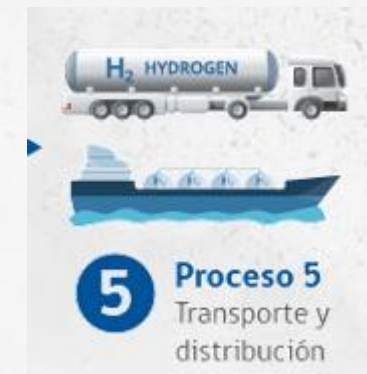 H₂ HYDROGEN
5
Proceso 5
Transporte y
distribución